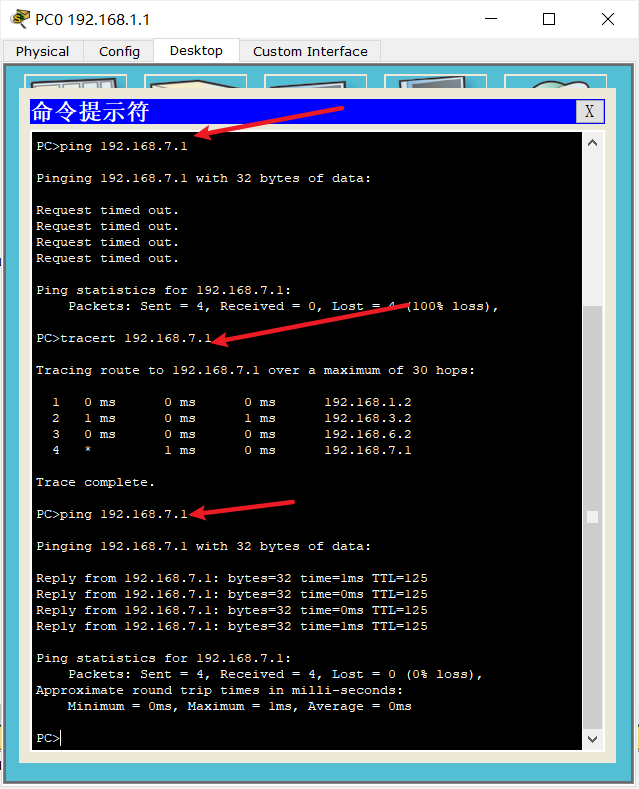 PC0 192.168.1.1
Physical Config Desktop Custom Interface
命令提示符 X
PC>ping 192.168.7.1
Pinging 192.168.7.1 with 32 bytes of data:
Request timed out.
Request timed out.
Request timed out.
Request timed out.
Ping statistics for 192.168.7.1:
Packets: Sent = 4, Received = 0, Lost = 4 (100% loss),
PC>tracert 192.168.7.1
Tracing route to 192.168.7.1 over a maximum of 30 hops:
1 0 ms 0 ms 0 ms 192.168.1.2
2 1 ms 0 ms 1 ms 192.168.3.2
3 0 ms 0 ms 0 ms 192.168.6.2
4 * 1 ms 0 ms 192.168.7.1
Trace complete.
PC>ping 192.168.7.1
Pinging 192.168.7.1 with 32 bytes of data:
Reply from 192.168.7.1: bytes=32 time=1ms TTL=125
Reply from 192.168.7.1: bytes=32 time=0ms TTL=125
Reply from 192.168.7.1: bytes=32 time=0ms TTL=125
Reply from 192.168.7.1: bytes=32 time=1ms TTL=125
Ping statistics for 192.168.7.1:
Packets: Sent = 4, Received = 4, Lost = 0 (0% loss),
Approximate round trip times in milli-seconds:
Minimum = 0ms, Maximum = 1ms, Average = 0ms
PC>